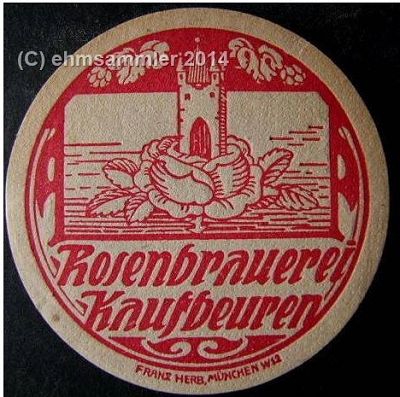 (C) ehmsammler 2014
Rosenbrauerei
Kaufbeuren
FRANZ HERB, MÜNCHEN W12